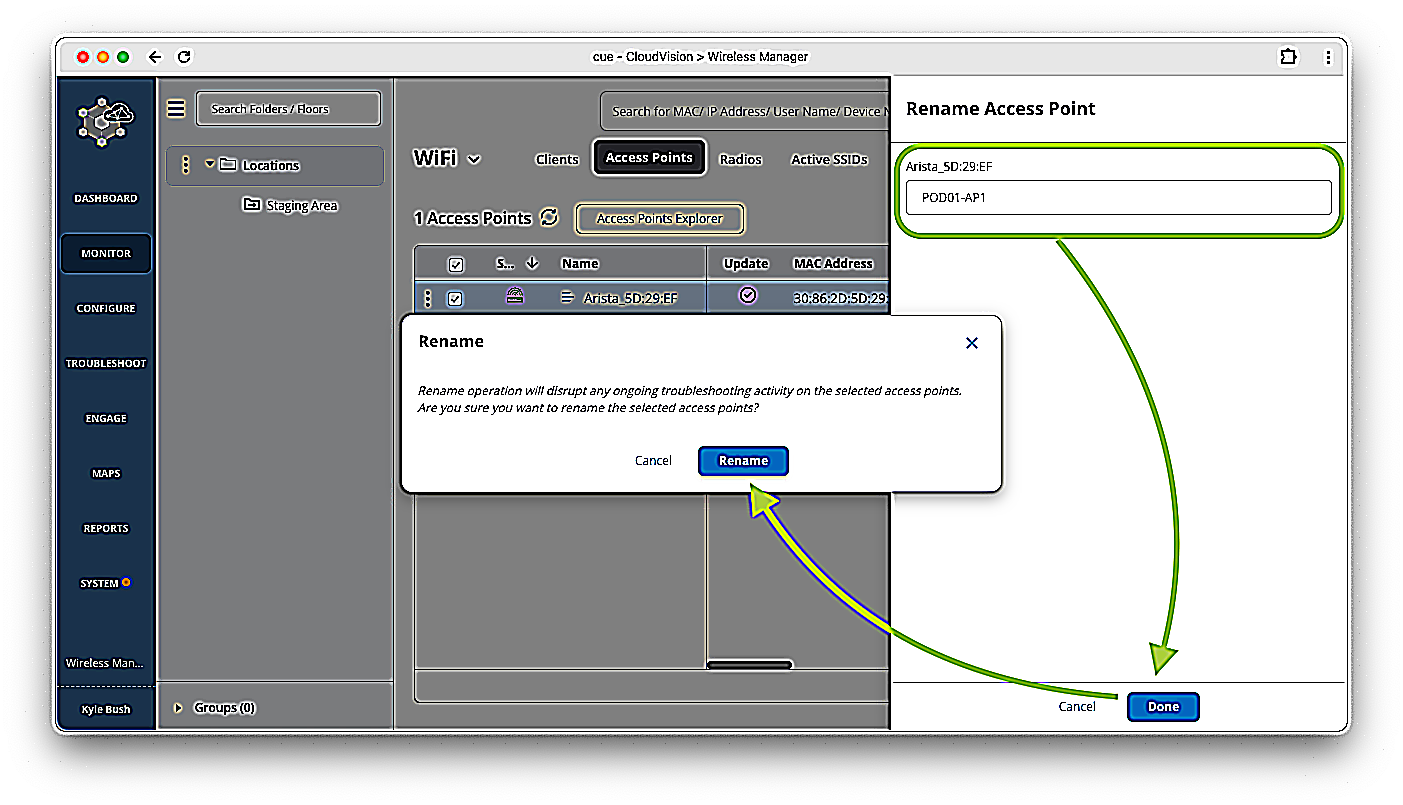 cue - CloudVision > Wireless Manager
DASHBOARD
MONITOR
CONFIGURE
TROUBLESHOOT
ENGAGE
MAPS
REPORTS
SYSTEM
Wireless Man...
Kyle Bush
Search Folders / Floors
Locations
Staging Area
Groups (0)
Search for MAC/ IP Address/ User Name/ Device N
WiFi
Clients
Access Points
Radios
Active SSIDs
1 Access Points
Access Points Explorer
S... Name Update MAC Address
Arista_5D:29:EF 30:86:2D:5D:29:
Rename
Rename operation will disrupt any ongoing troubleshooting activity on the selected access points.
Are you sure you want to rename the selected access points?
Cancel Rename
Rename Access Point
Arista_5D:29:EF
POD01-AP1
Cancel Done